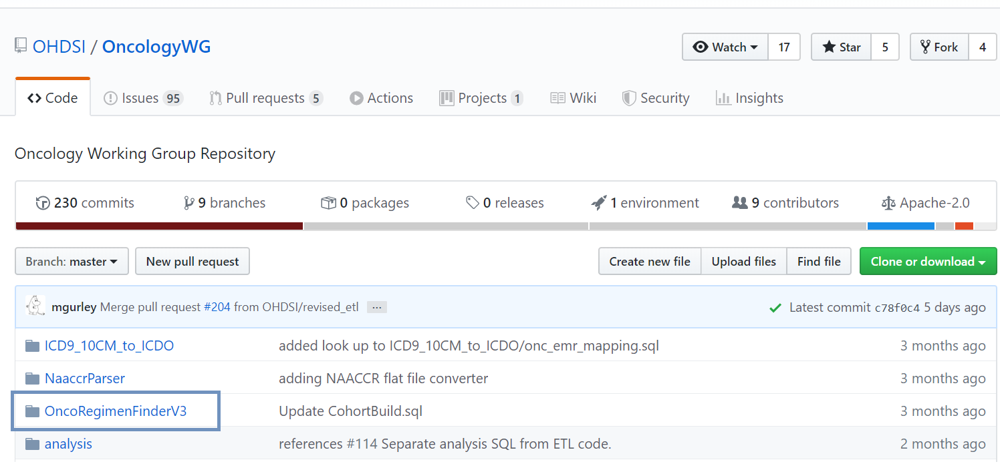 OHDSI / OncologyWG
Watch 17 Star 5 Fork 4
Code Issues 95 Pull requests 5 Actions Projects 1 Wiki Security Insights
Oncology Working Group Repository
230 commits 9 branches 0 packages 0 releases 1 environment 9 contributors Apache-2.0
Branch: master New pull request Create new file Upload files Find file Clone or download
mgurley Merge pull request #204 from OHDSI/revised_etl ... Latest commit c78f0c4 5 days ago
ICD9_10CM_to_ICDO added look up to ICD9_10CM_to_ICDO/onc_emr_mapping.sql 3 months ago
NaaccrParser adding NAACCR flat file converter 3 months ago
OncoRegimenFinderV3 Update CohortBuild.sql 3 months ago
analysis references #114 Separate analysis SQL from ETL code. 2 months ago